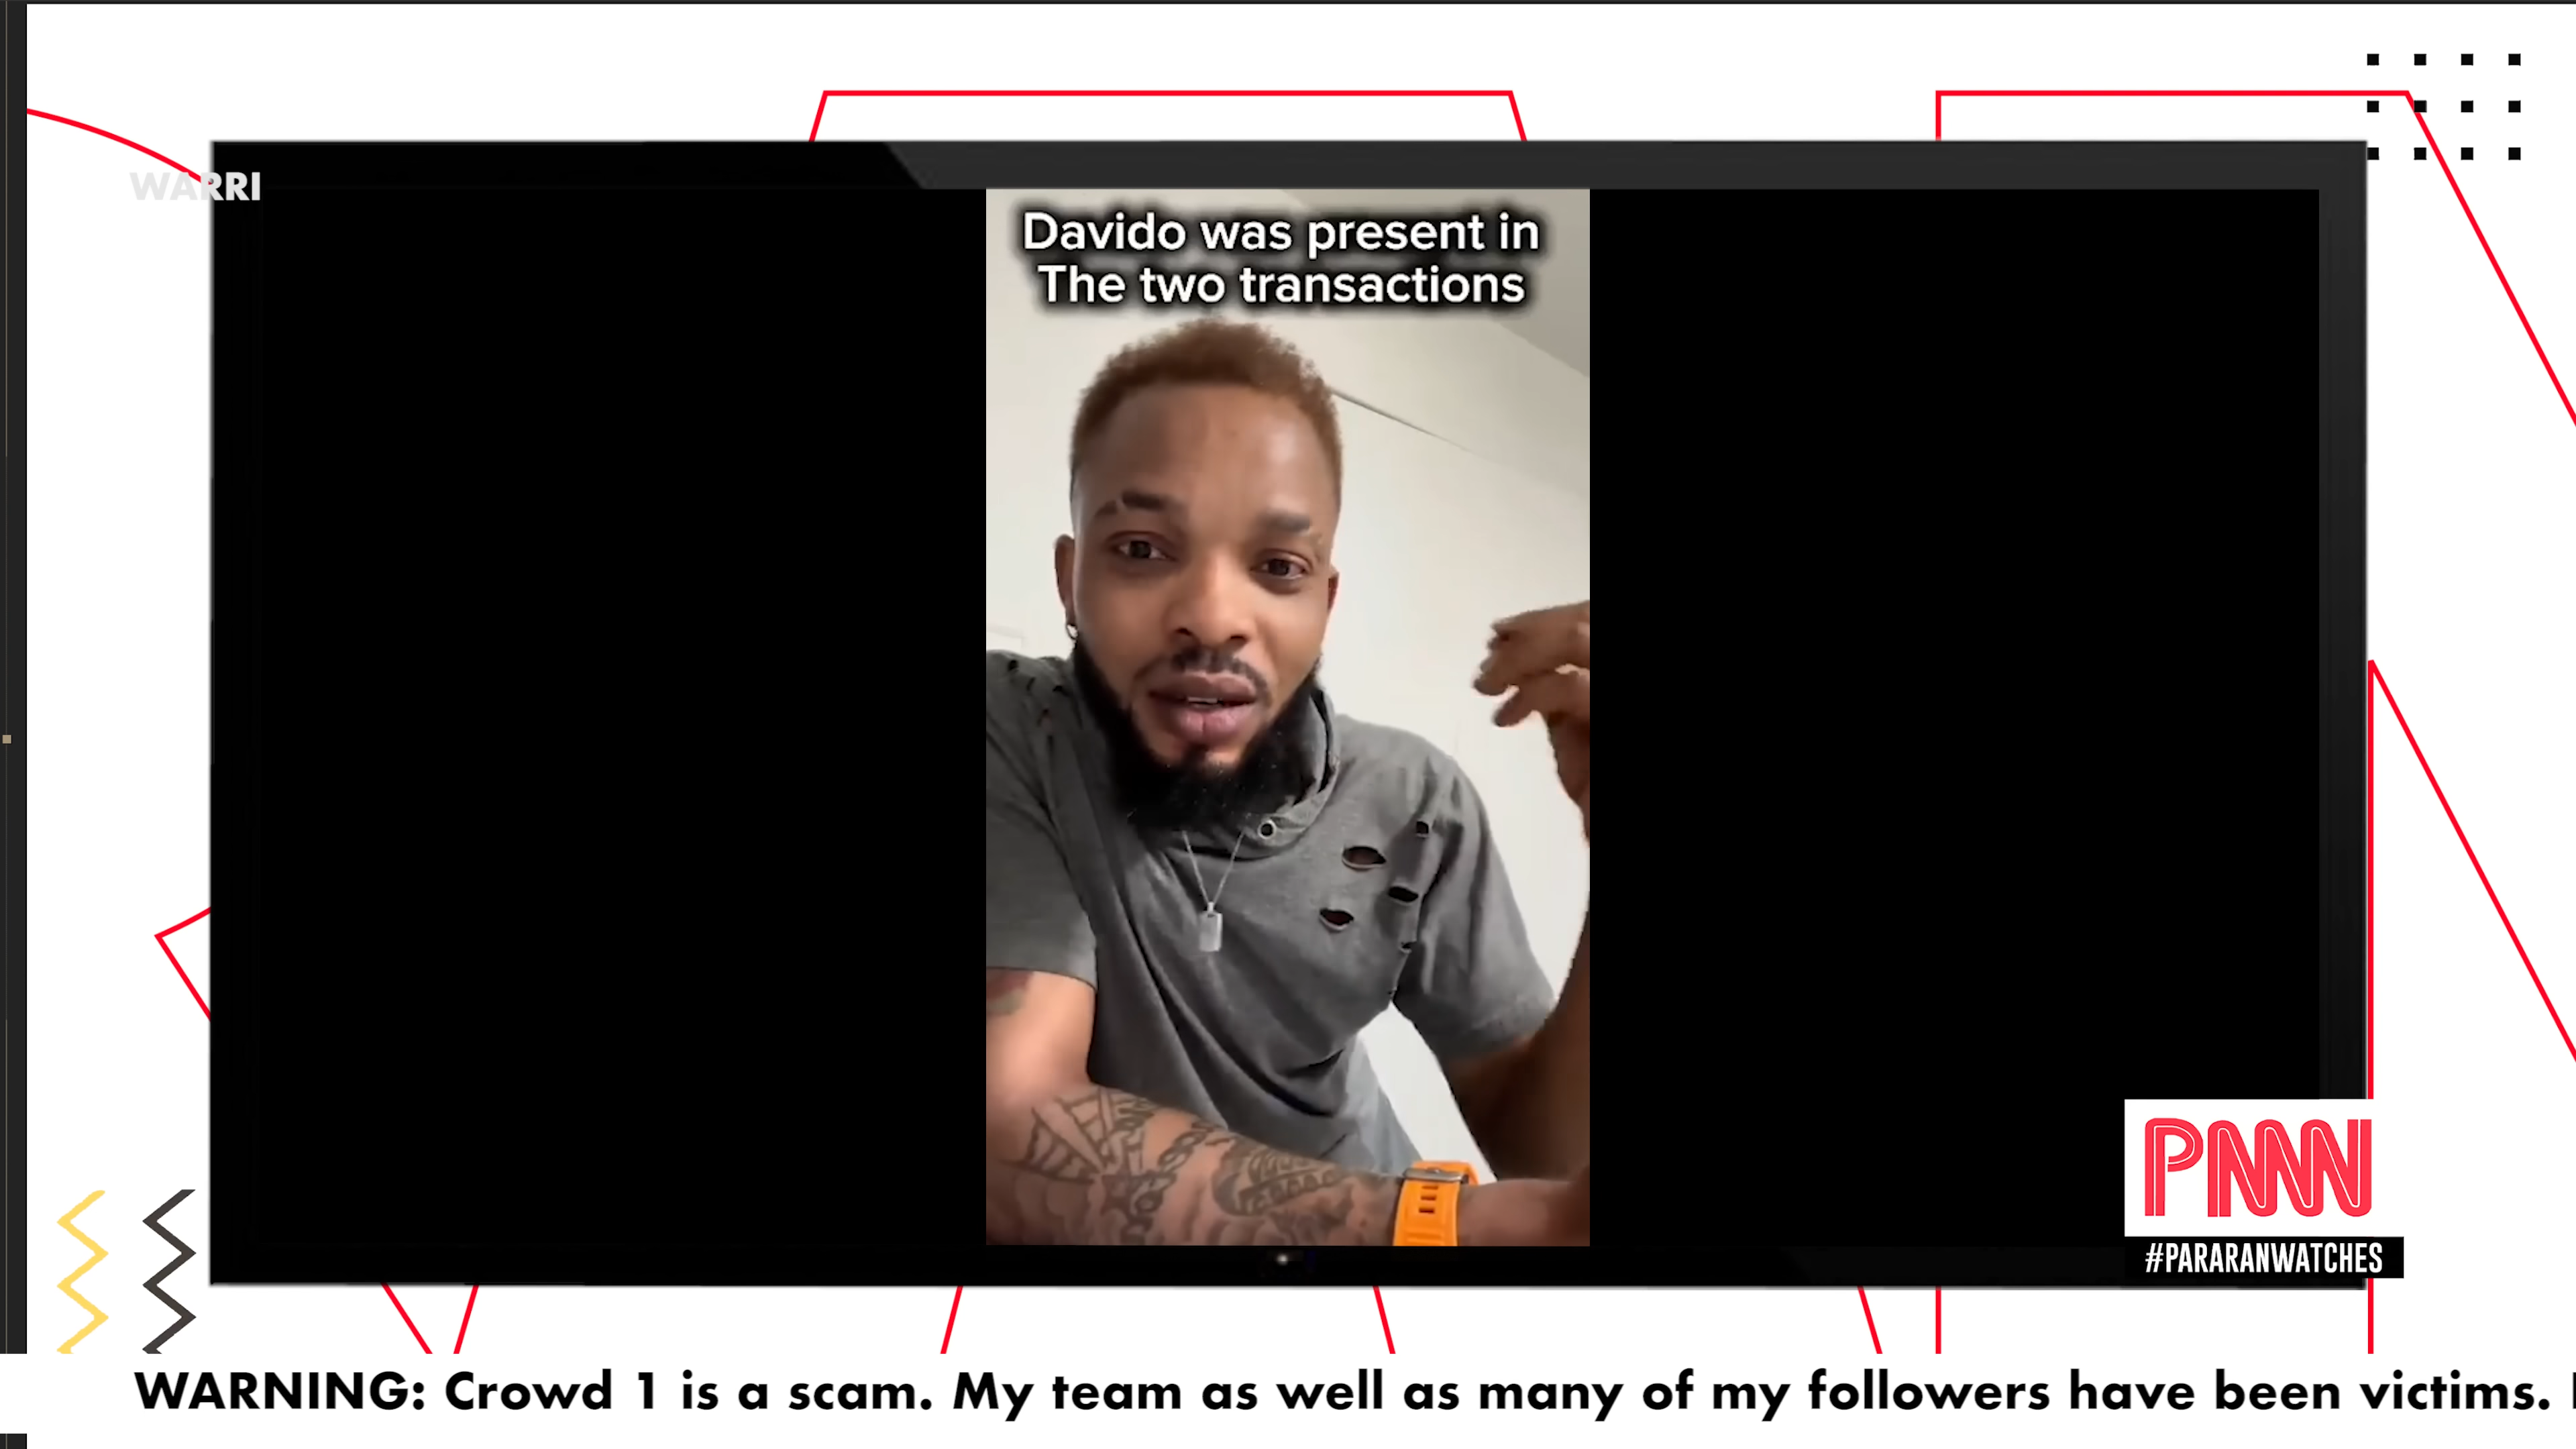 WARRI
Davido was present in
The two transactions
PMNN
#PARARANWATCHES
WARNING: Crowd 1 is a scam. My team as well as many of my followers have been victims.